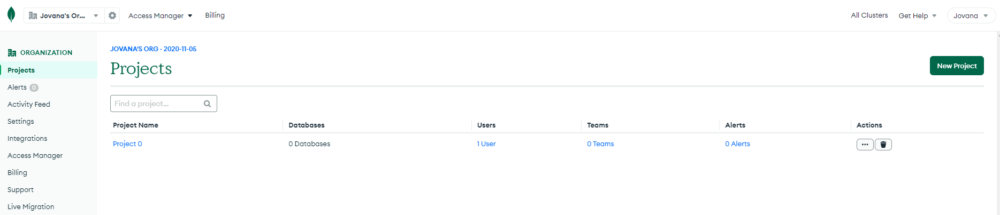 Jovana's Or... Access Manager Billing All Clusters Get Help Jovana
ORGANIZATION
Projects
Alerts 0
Activity Feed
Settings
Integrations
Access Manager
Billing
Support
Live Migration
JOVANA'S ORG - 2020-11-05
Projects
New Project
Find a project...
Project Name Databases Users Teams Alerts Actions
Project 0 0 Databases 1 User 0 Teams 0 Alerts